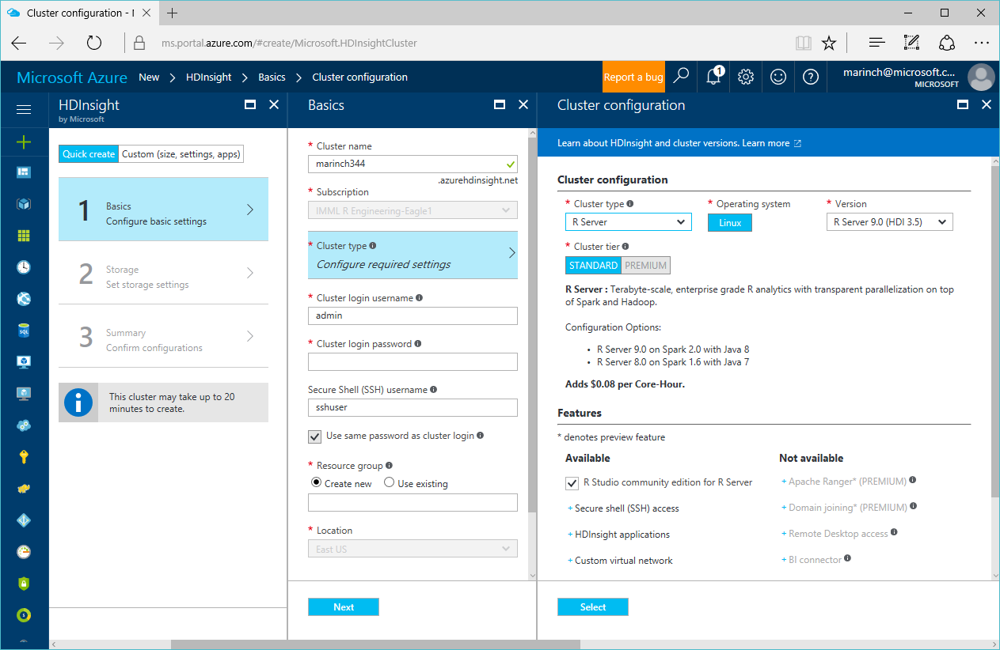 Cluster configuration - I
ms.portal.azure.com/#create/Microsoft.HDInsightCluster
Microsoft Azure New > HDInsight > Basics > Cluster configuration
Report a bug
1
marinch@microsoft.c...
MICROSOFT
HDInsight
by Microsoft
Quick create Custom (size, settings, apps)
1
Basics
Configure basic settings
2
Storage
Set storage settings
3
Summary
Confirm configurations
This cluster may take up to 20
minutes to create.
Basics
* Cluster name
marinch344
.azurehdinsight.net
* Subscription
IMML R Engineering-Eagle1
* Cluster type
Configure required settings
* Cluster login username
admin
* Cluster login password
Secure Shell (SSH) username
sshuser
Use same password as cluster login
* Resource group
Create new Use existing
* Location
East US
Next
Cluster configuration
Learn about HDInsight and cluster versions. Learn more
Cluster configuration
* Cluster type * Operating system * Version
R Server Linux R Server 9.0 (HDI 3.5)
* Cluster tier
STANDARD PREMIUM
R Server : Terabyte-scale, enterprise grade R analytics with transparent parallelization on top
of Spark and Hadoop.
Configuration Options:
• R Server 9.0 on Spark 2.0 with Java 8
• R Server 8.0 on Spark 1.6 with Java 7
Adds $0.08 per Core-Hour.
Features
* denotes preview feature
Available
R Studio community edition for R Server
+ Secure shell (SSH) access
+ HDInsight applications
+ Custom virtual network
Not available
+ Apache Ranger* (PREMIUM)
+ Domain joining* (PREMIUM)
+ Remote Desktop access
+ BI connector
Select
SQL